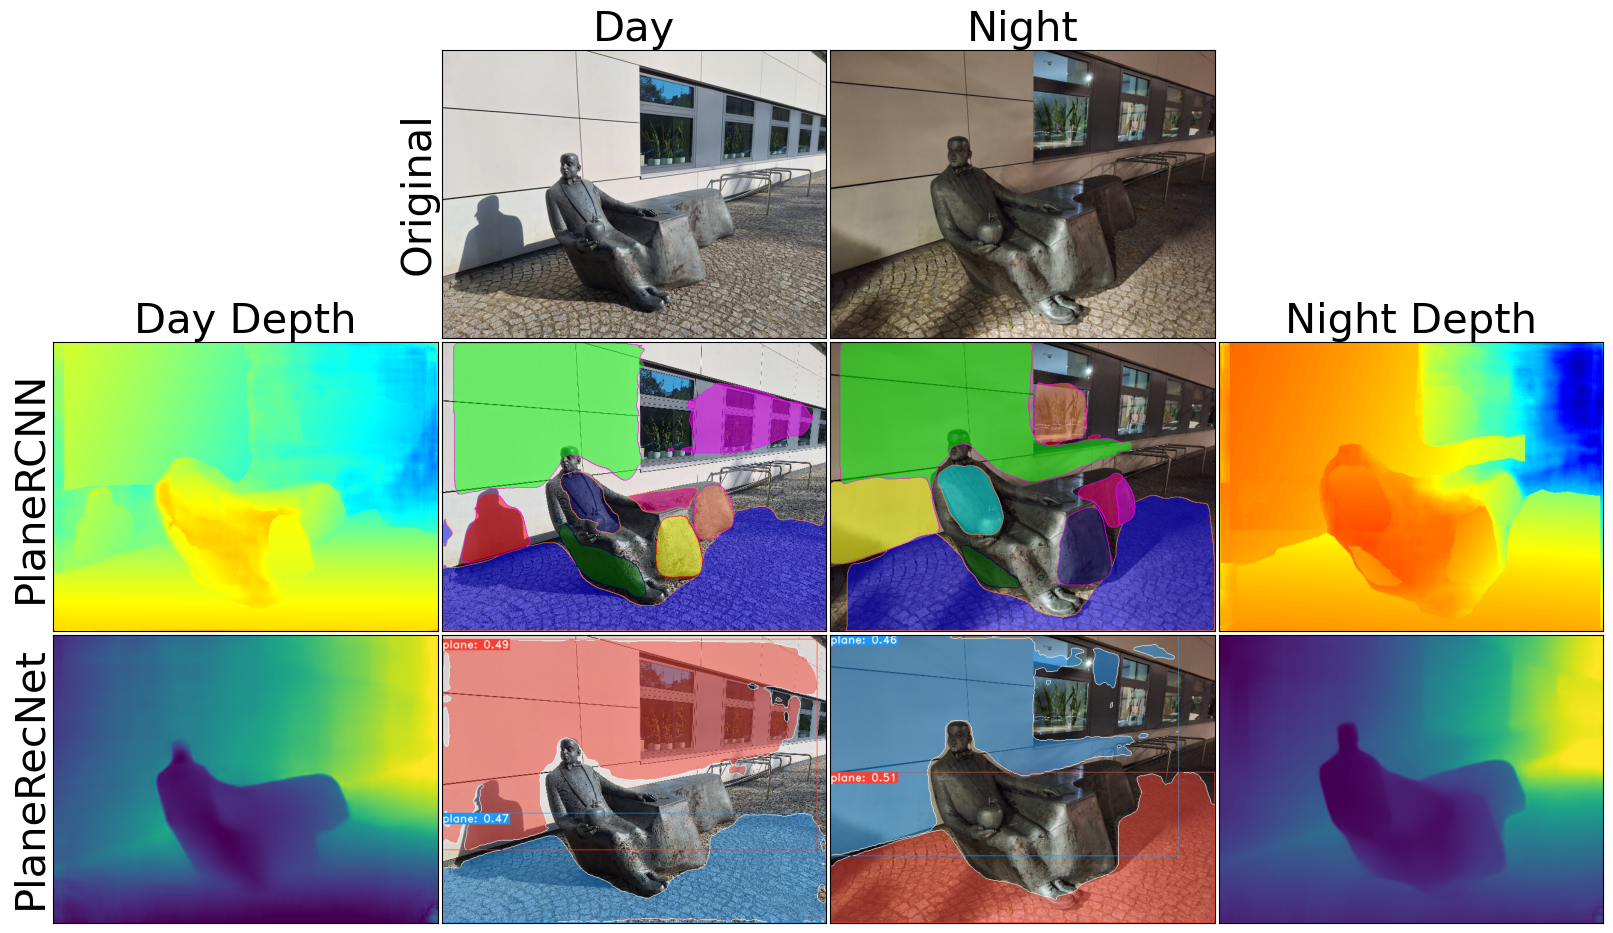 Day
Night
Original
Day Depth
Night Depth
PlaneRCNN
PlaneRecNet
plane: 0.49
plane: 0.47
plane: 0.46
plane: 0.51